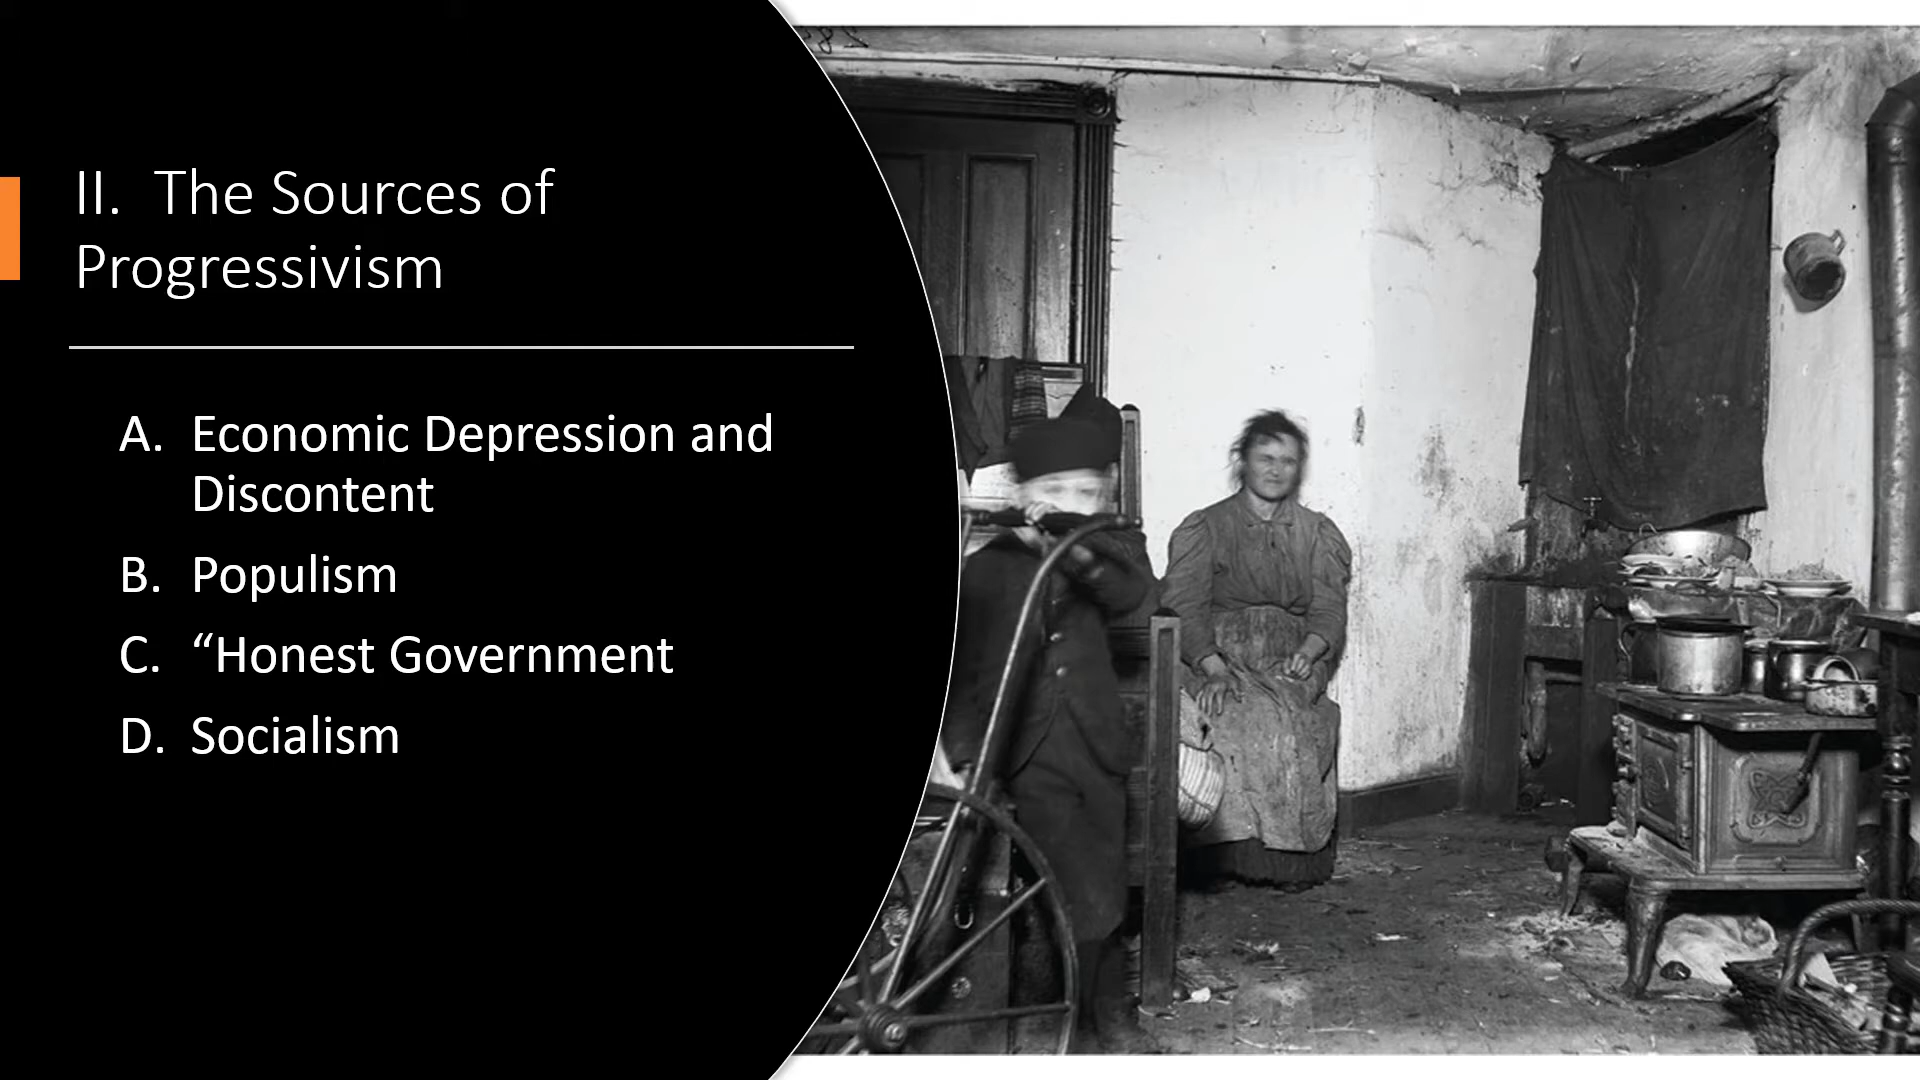 II. The Sources of
Progressivism
A. Economic Depression and
Discontent
B. Populism
C. “Honest Government
D. Socialism